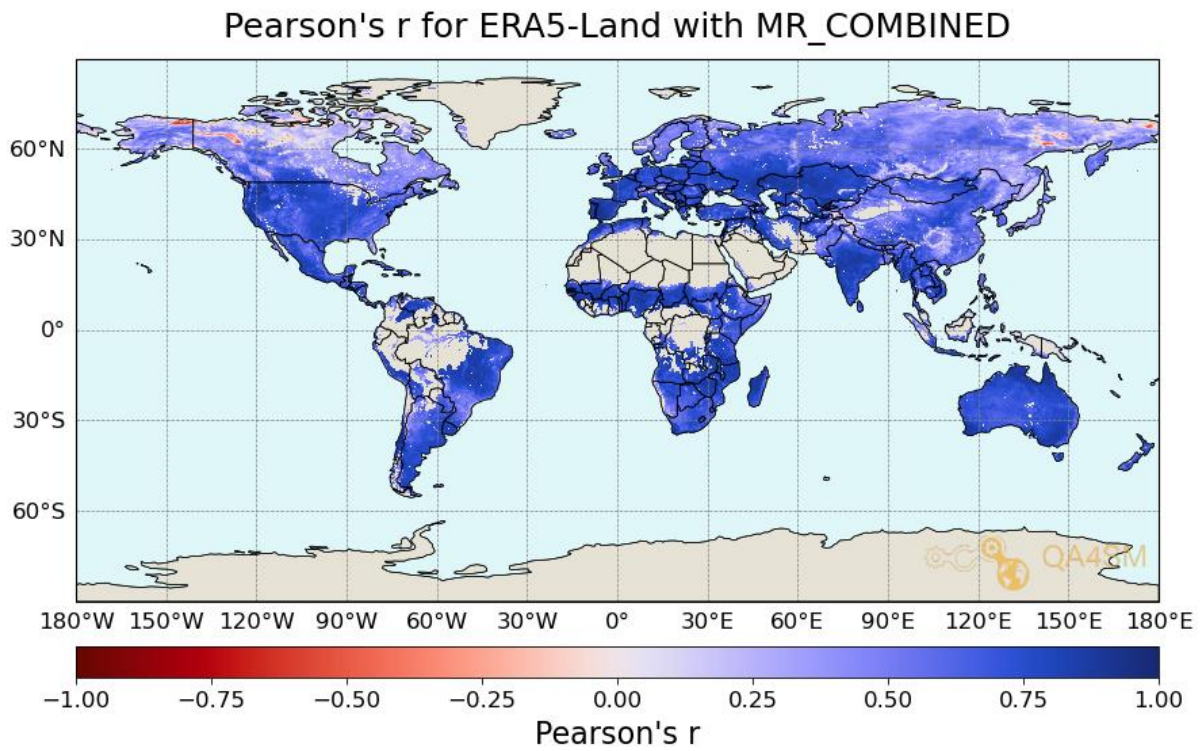 Pearson's r for ERA5-Land with MR_COMBINED
60°N
30°N
0°
30°S
60°S
QA4SM
180°W 150°W 120°W 90°W 60°W 30°W 0° 30°E 60°E 90°E 120°E 150°E 180°E
−1.00 −0.75 −0.50 −0.25 0.00 0.25 0.50 0.75 1.00
Pearson's r